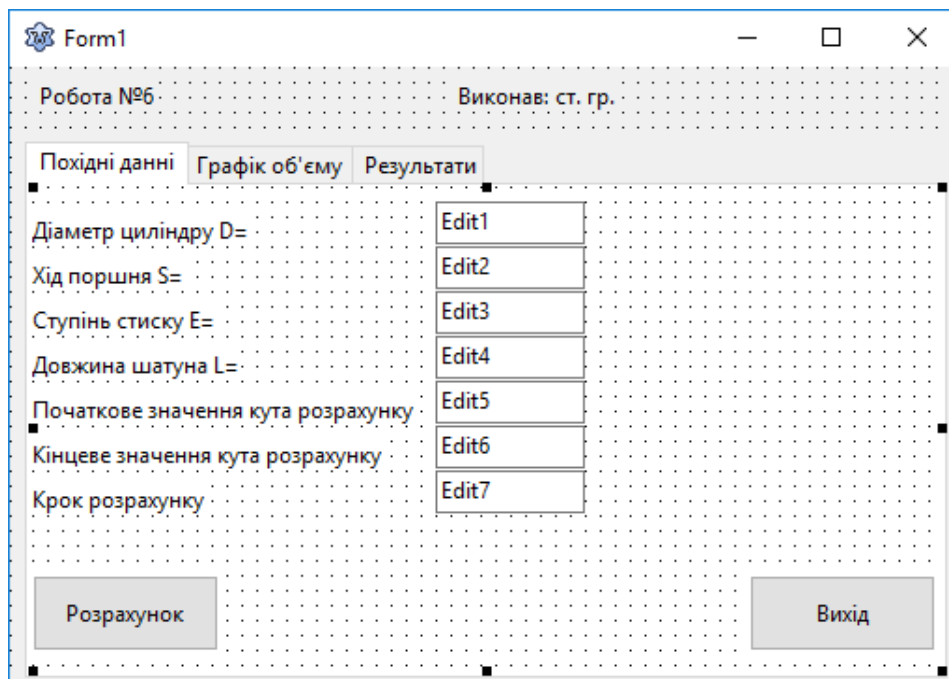 Form1
Робота №6 Виконав: ст. гр.
Похідні данні Графік об'єму Результати
Діаметр циліндру D= Edit1
Хід поршня S= Edit2
Ступінь стиску E= Edit3
Довжина шатуна L= Edit4
Початкове значення кута розрахунку Edit5
Кінцеве значення кута розрахунку Edit6
Крок розрахунку Edit7
Розрахунок Вихід